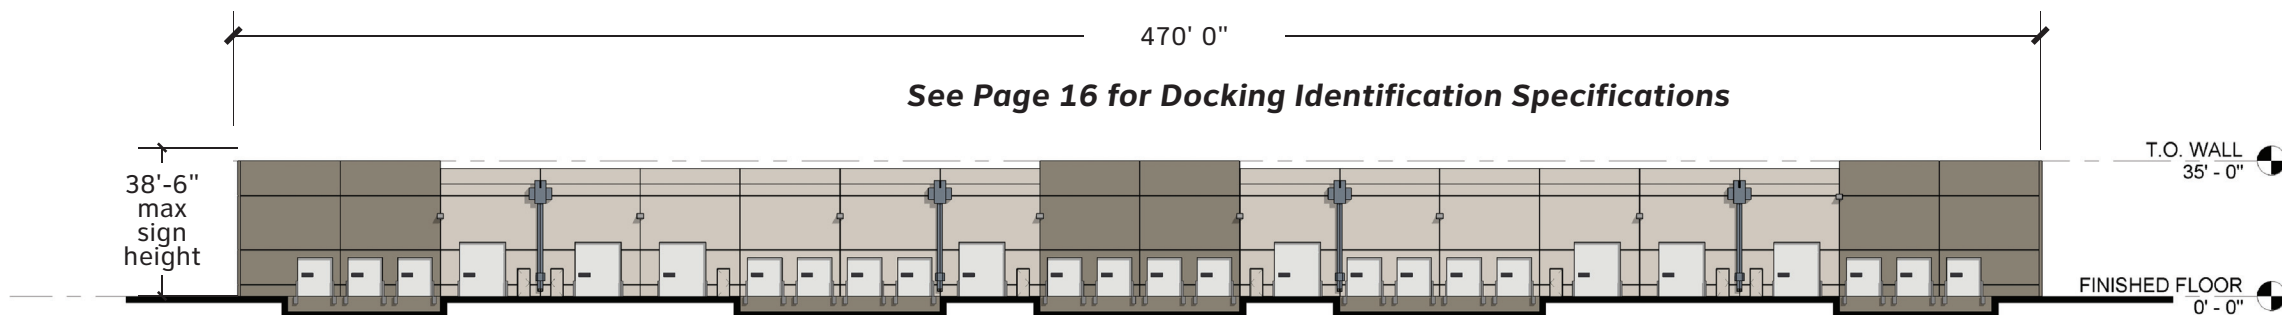 470' 0"
See Page 16 for Docking Identification Specifications
T.O. WALL
35' - 0"
38'-6"
max
sign
height
FINISHED FLOOR
0' - 0"